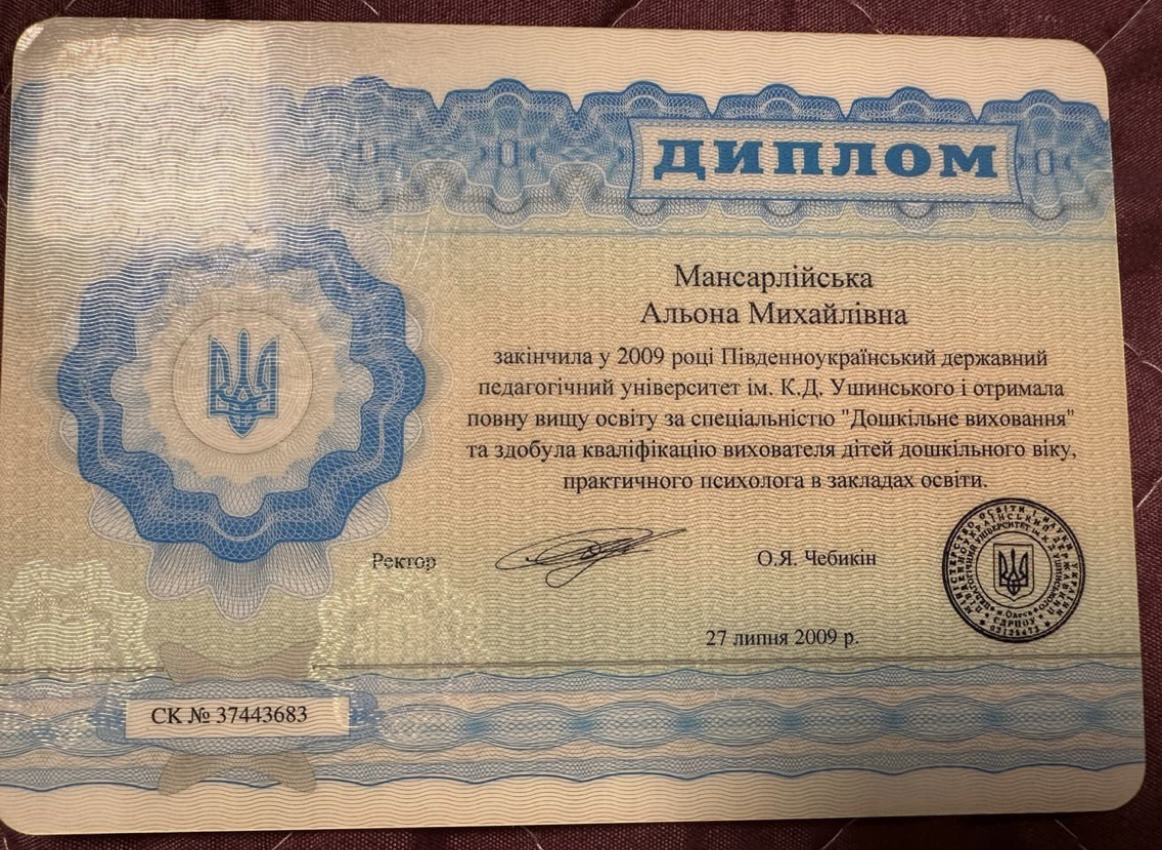 ДИПЛОМ
Мансарлійська
Альона Михайлівна
закінчила у 2009 році Південноукраїнський державний
педагогічний університет ім. К.Д. Ушинського і отримала
повну вищу освіту за спеціальністю "Дошкільне виховання"
та здобула кваліфікацію вихователя дітей дошкільного віку,
практичного психолога в закладах освіти.
Ректор О.Я. Чебикін
27 липня 2009 р.
СК № 37443683